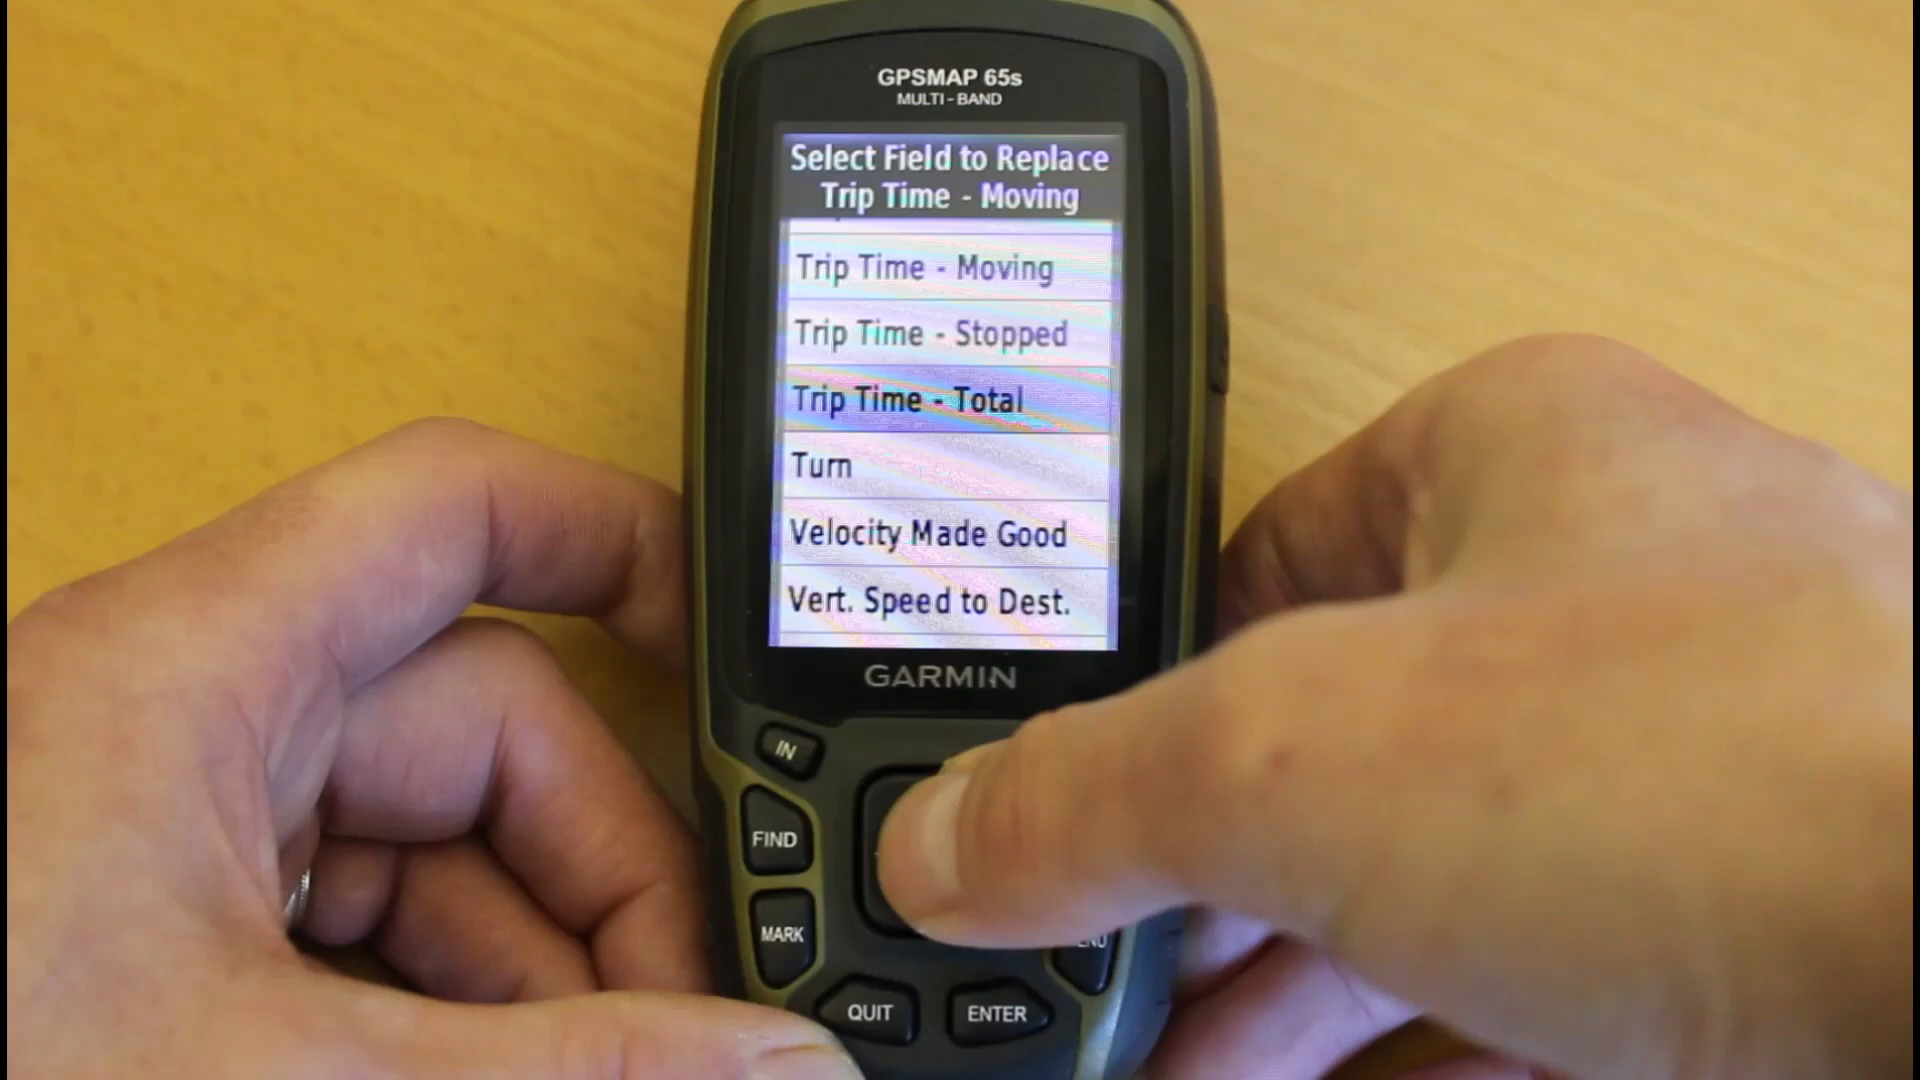 GPSMAP 65s
MULTI-BAND
Select Field to Replace
Trip Time - Moving
Trip Time - Moving
Trip Time - Stopped
Trip Time - Total
Turn
Velocity Made Good
Vert. Speed to Dest.
GARMIN
IN
FIND
MARK
QUIT
ENTER